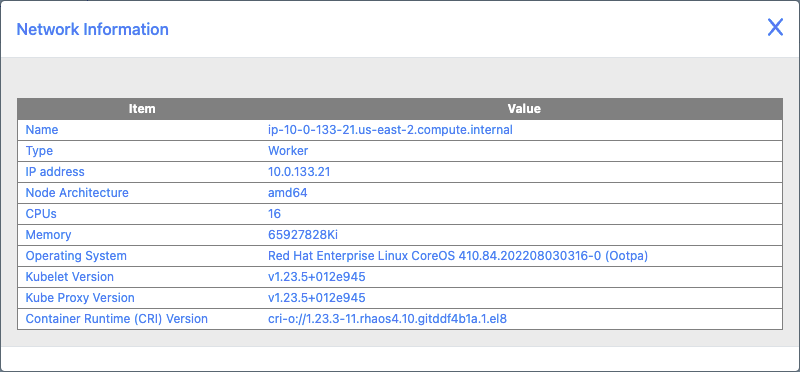 Network Information
Item Value
Name ip-10-0-133-21.us-east-2.compute.internal
Type Worker
IP address 10.0.133.21
Node Architecture amd64
CPUs 16
Memory 65927828Ki
Operating System Red Hat Enterprise Linux CoreOS 410.84.202208030316-0 (Ootpa)
Kubelet Version v1.23.5+012e945
Kube Proxy Version v1.23.5+012e945
Container Runtime (CRI) Version cri-o://1.23.3-11.rhaos4.10.gitddf4b1a.1.el8